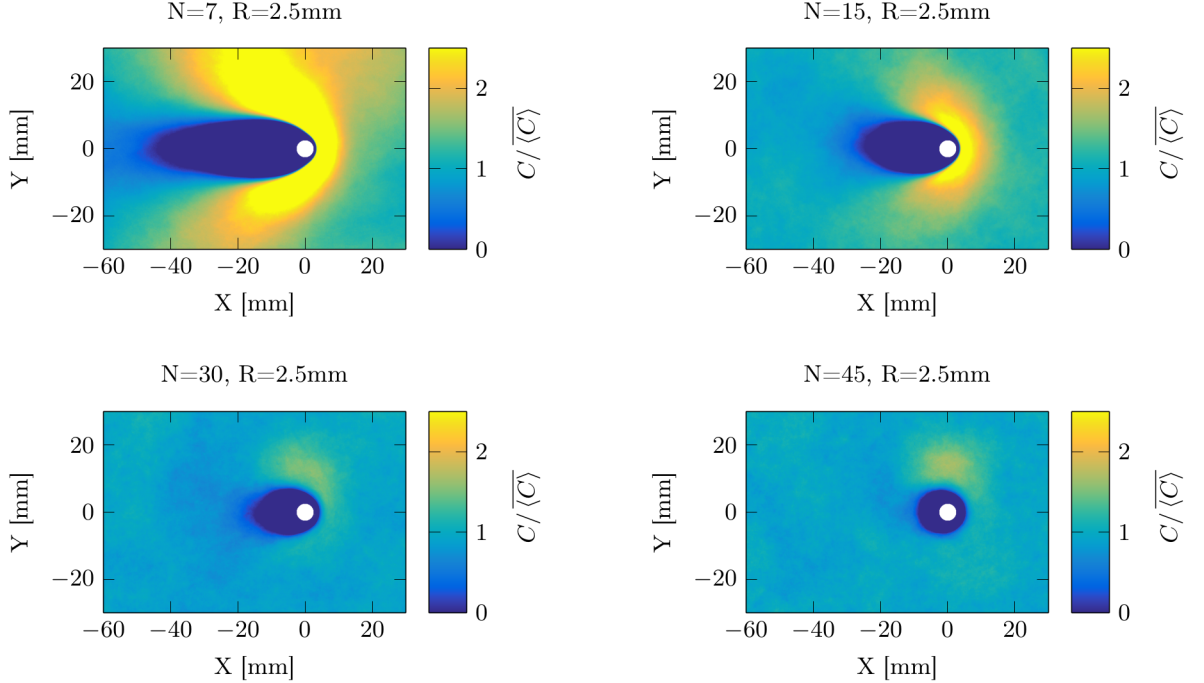 N=7, R=2.5mm
20
0
−20
Y [mm]
−60 −40 −20 0 20
X [mm]
2
1
0
C/⟨C⟩
N=15, R=2.5mm
20
0
−20
Y [mm]
−60 −40 −20 0 20
X [mm]
2
1
0
C/⟨C⟩
N=30, R=2.5mm
20
0
−20
Y [mm]
−60 −40 −20 0 20
X [mm]
2
1
0
C/⟨C⟩
N=45, R=2.5mm
20
0
−20
Y [mm]
−60 −40 −20 0 20
X [mm]
2
1
0
C/⟨C⟩